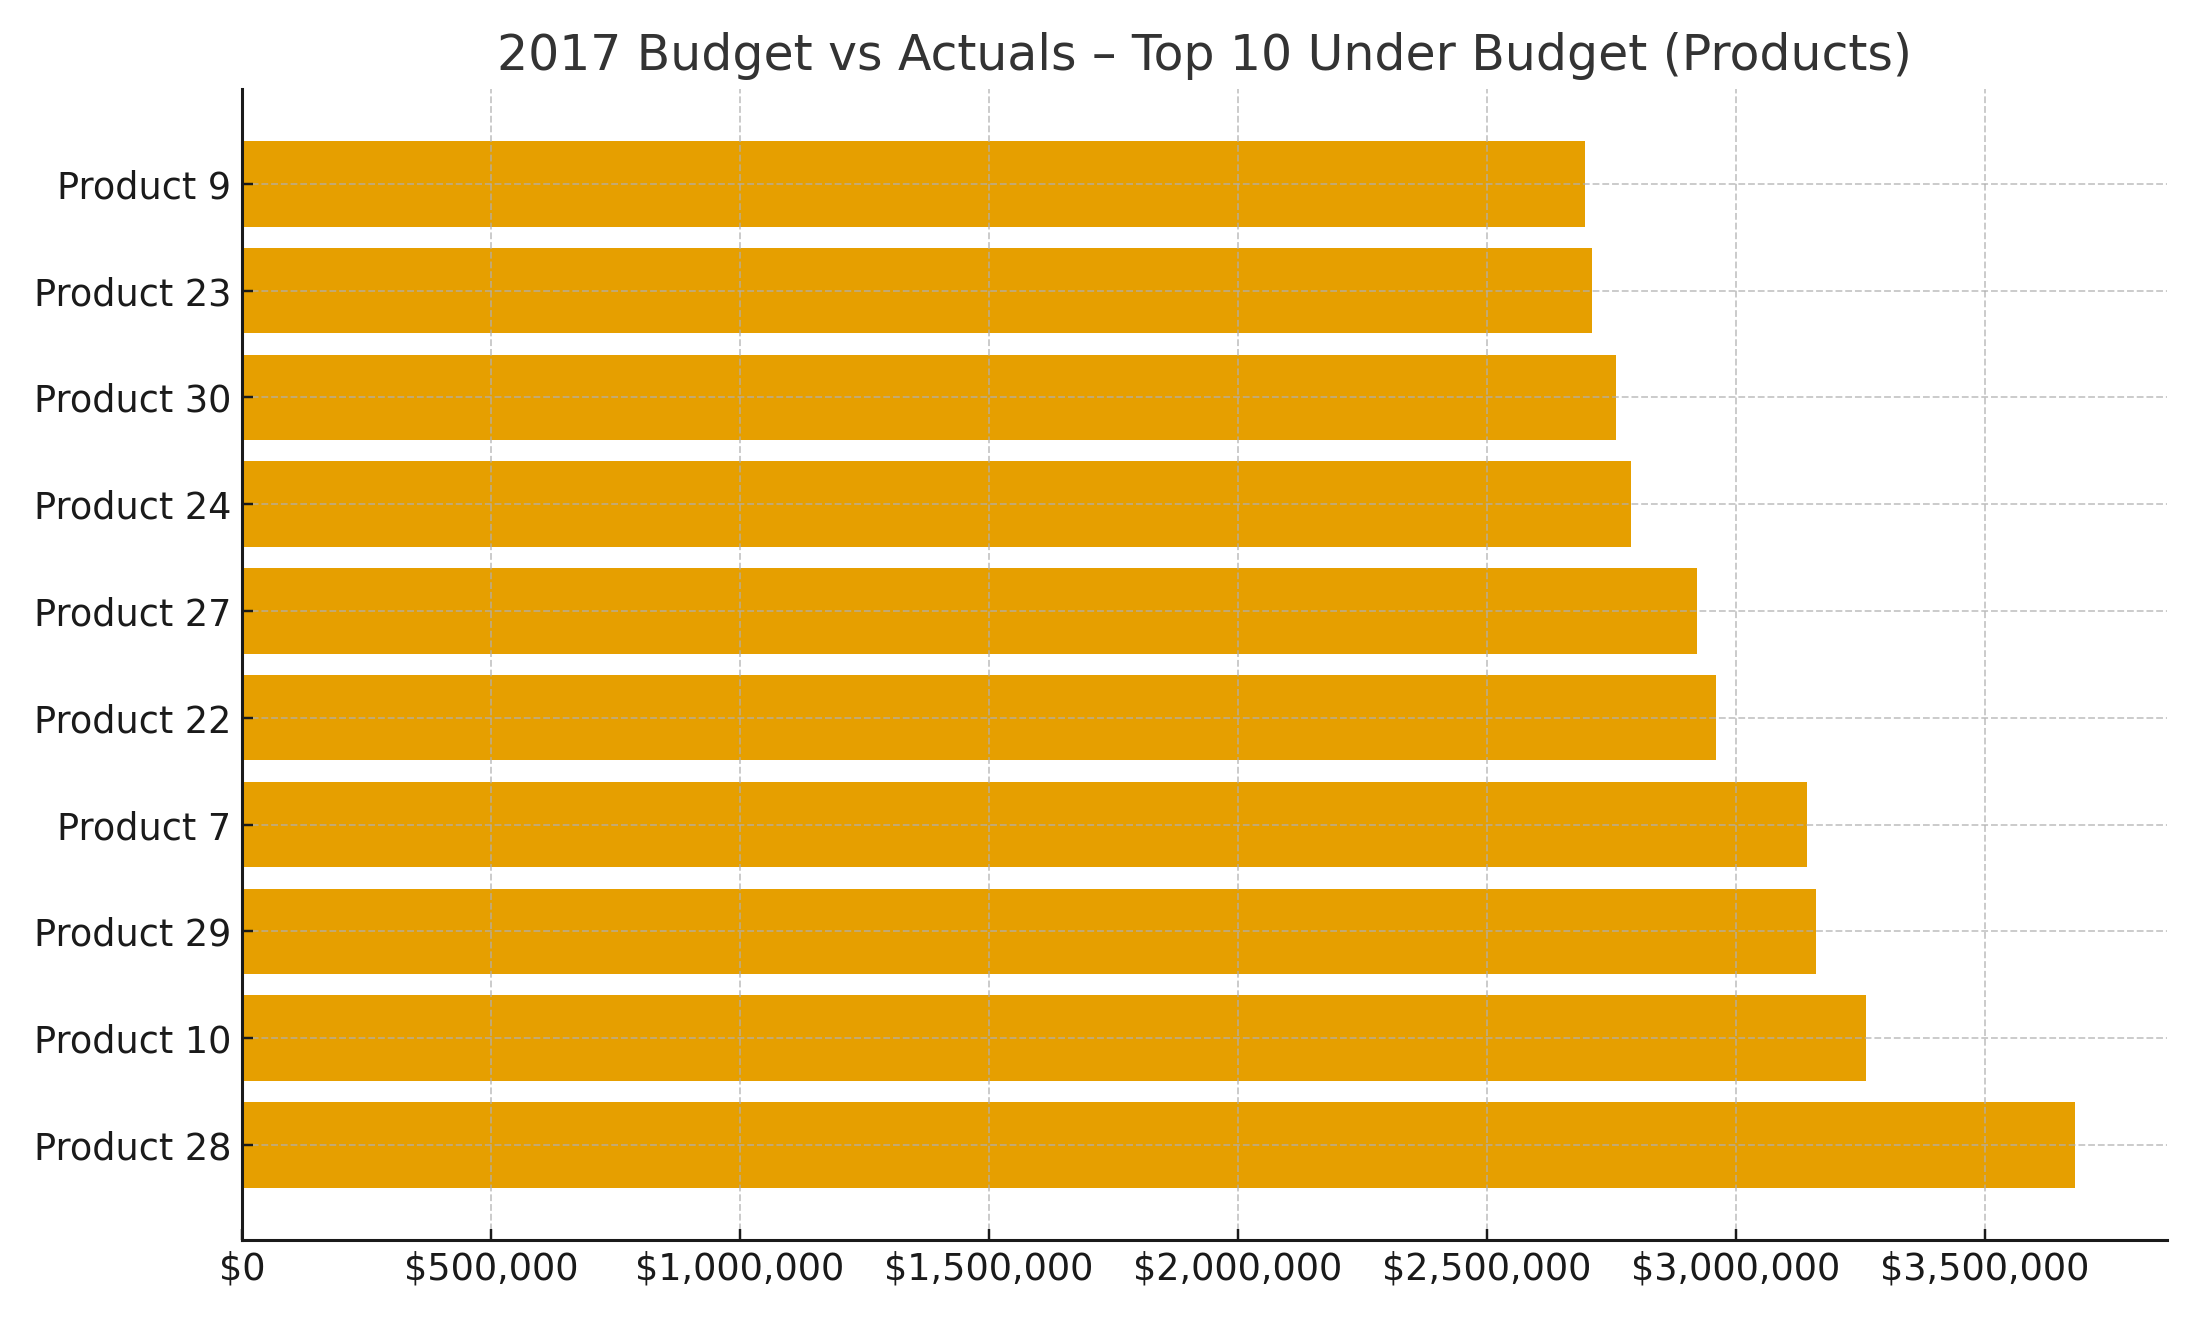 2017 Budget vs Actuals – Top 10 Under Budget (Products)
Product 9
Product 23
Product 30
Product 24
Product 27
Product 22
Product 7
Product 29
Product 10
Product 28
$0 $500,000 $1,000,000 $1,500,000 $2,000,000 $2,500,000 $3,000,000 $3,500,000